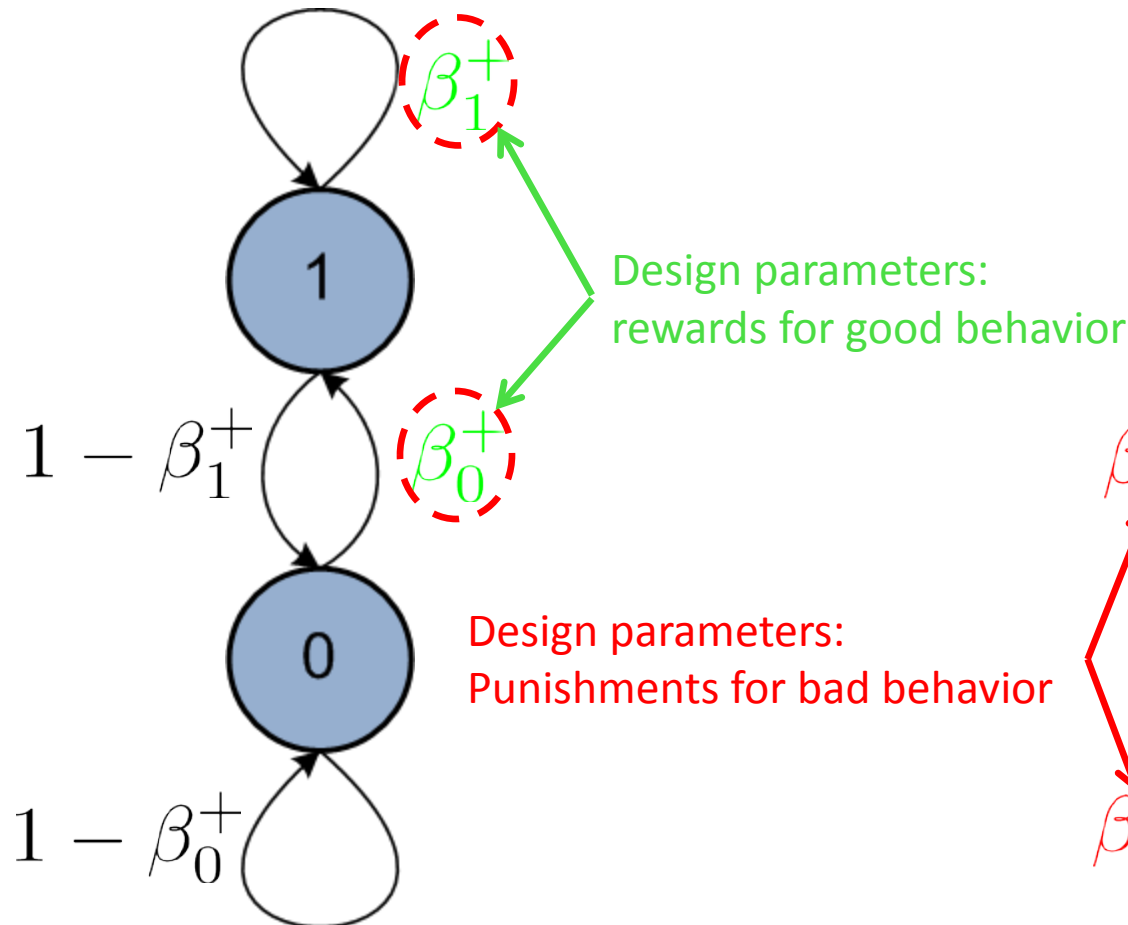 β₁⁺
1
Design parameters:
rewards for good behavior
1 − β₁⁺
β₀⁺
β
0
Design parameters:
Punishments for bad behavior
1 − β₀⁺
β